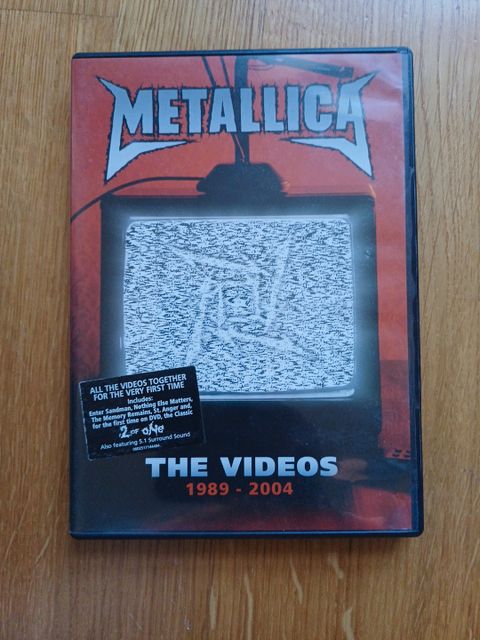 METALLICA
ALL THE VIDEOS TOGETHER
FOR THE VERY FIRST TIME
Includes:
Enter Sandman, Nothing Else Matters,
The Memory Remains, St. Anger and,
for the first time on DVD, the Classic
2 OF ONE
Also featuring 5.1 Surround Sound
THE VIDEOS
1989 - 2004